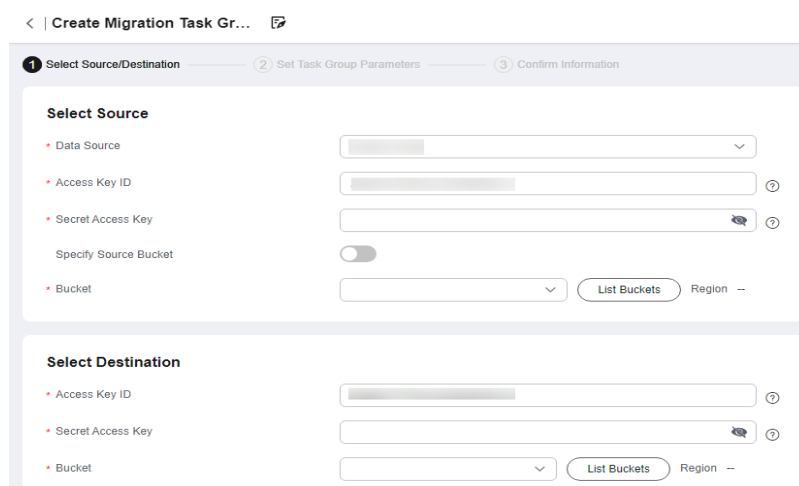 Create Migration Task Gr...
1 Select Source/Destination 2 Set Task Group Parameters 3 Confirm Information
Select Source
* Data Source
* Access Key ID
* Secret Access Key
Specify Source Bucket
* Bucket List Buckets Region --
Select Destination
* Access Key ID
* Secret Access Key
* Bucket List Buckets Region --